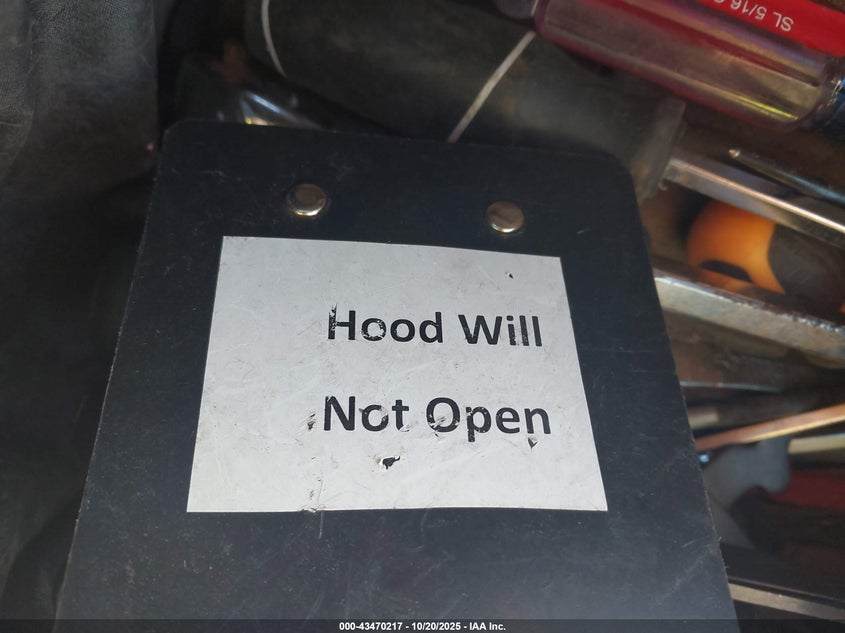 SL 5/16
Hood Will
Not Open
000-43470217 - 10/20/2025 - IAA Inc.